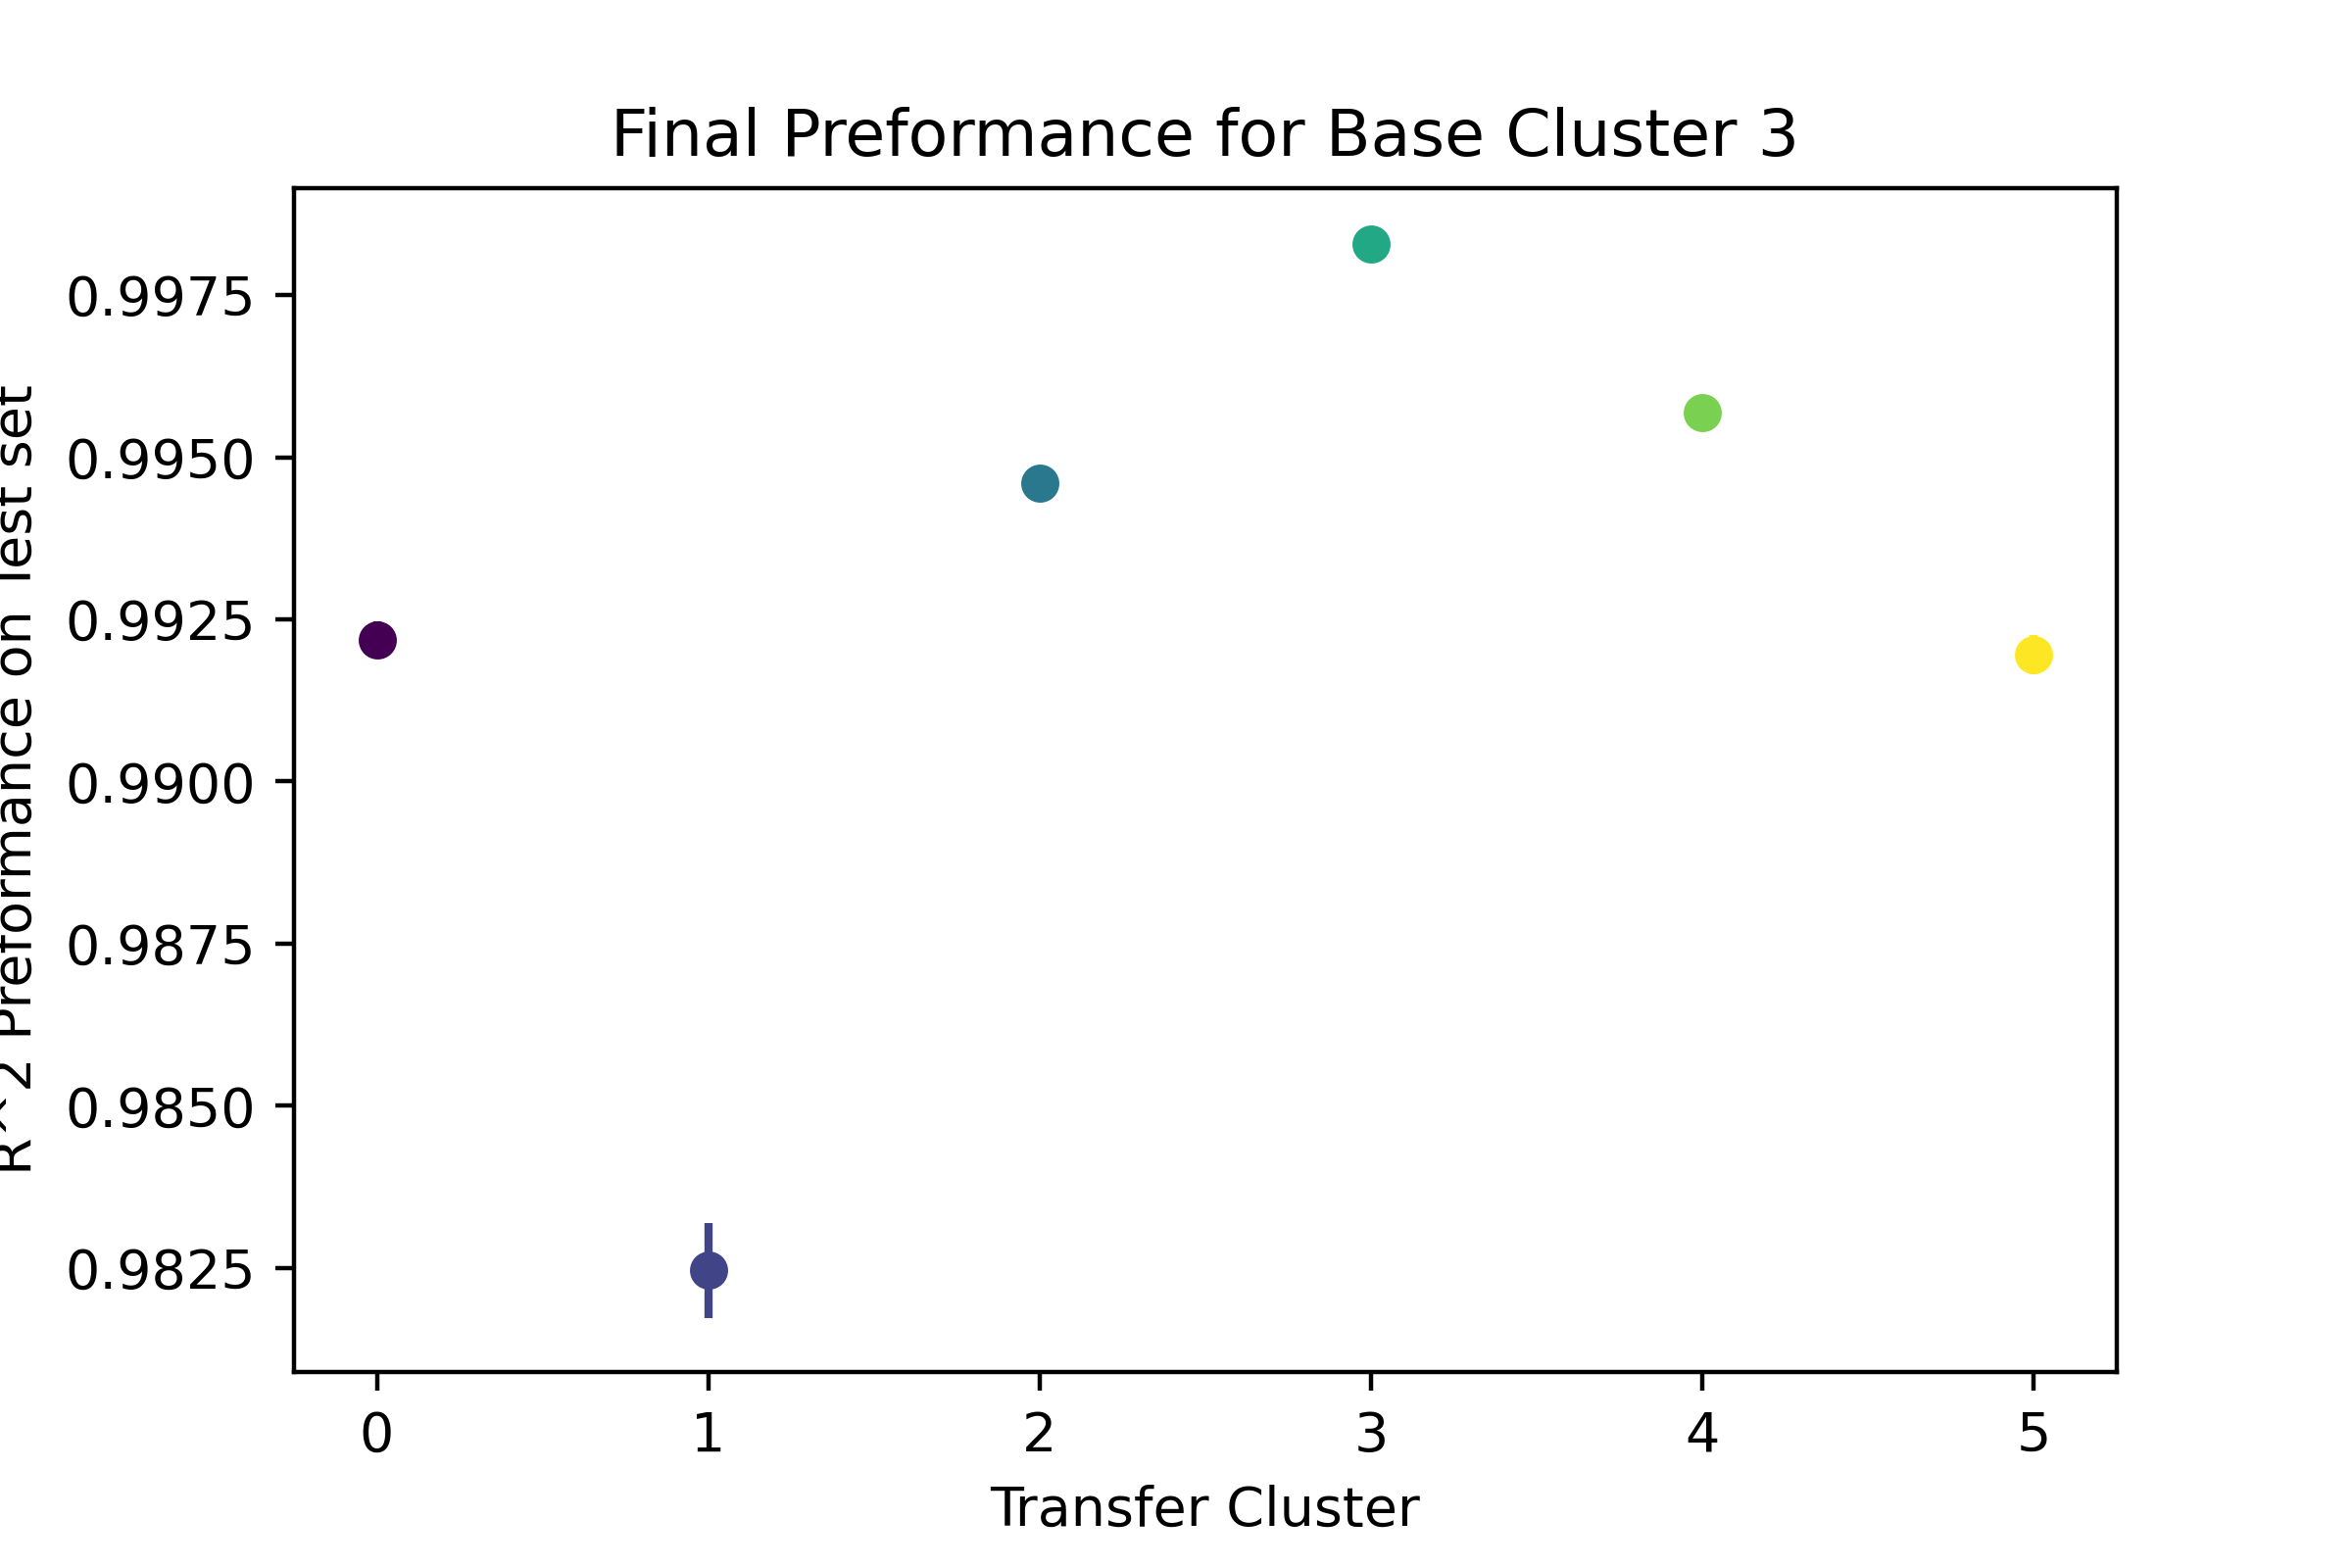 Final Preformance for Base Cluster 3
R^2 Preformance on Test set
0.9975
0.9950
0.9925
0.9900
0.9875
0.9850
0.9825
0 1 2 3 4 5
Transfer Cluster